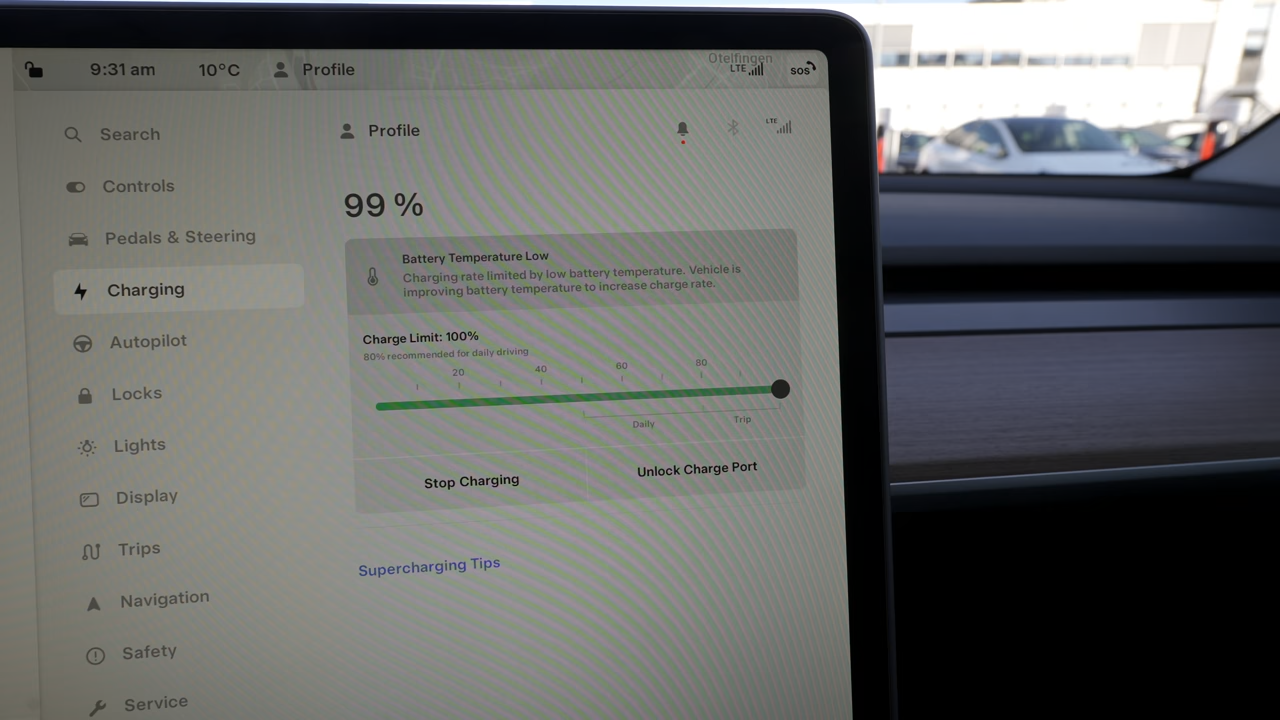 Otelfingen
9:31 am
10°C
Profile
LTE
SOS
Search
Controls
Pedals & Steering
Charging
Autopilot
Locks
Lights
Display
Trips
Navigation
Safety
Service
Profile
LTE
99 %
Battery Temperature Low
Charging rate limited by low battery temperature. Vehicle is
improving battery temperature to increase charge rate.
Charge Limit: 100%
80% recommended for daily driving
20 40 60 80
Daily Trip
Stop Charging
Unlock Charge Port
Supercharging Tips